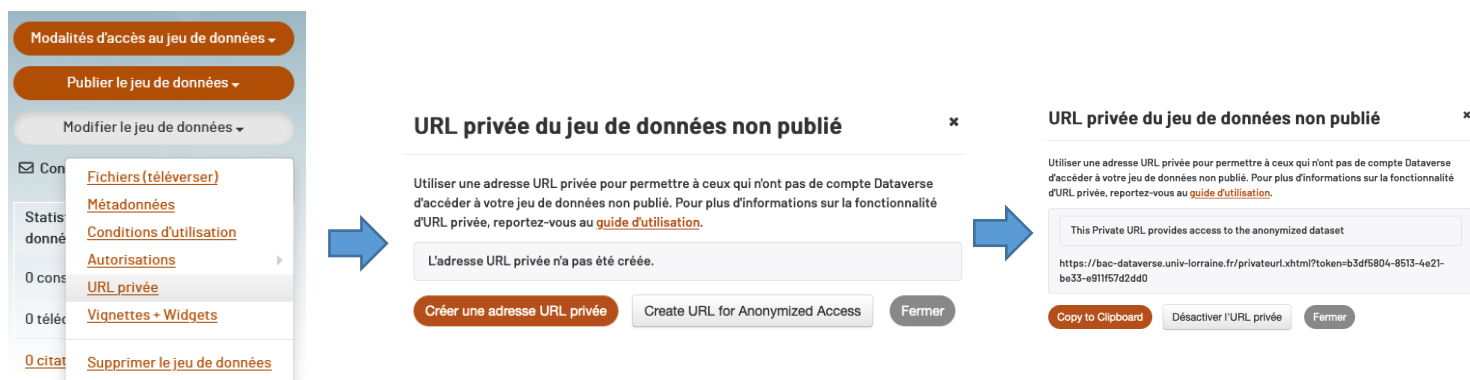 Modalités d'accès au jeu de données
Publier le jeu de données
Modifier le jeu de données
Con
Fichiers (téléverser)
Métadonnées
Conditions d'utilisation
Autorisations
URL privée
Vignettes + Widgets
Supprimer le jeu de données
Statis
donné
0 cons
0 téléc
0 citat
URL privée du jeu de données non publié
Utiliser une adresse URL privée pour permettre à ceux qui n'ont pas de compte Dataverse
d'accéder à votre jeu de données non publié. Pour plus d'informations sur la fonctionnalité
d'URL privée, reportez-vous au guide d'utilisation.
L'adresse URL privée n'a pas été créée.
Créer une adresse URL privée
Create URL for Anonymized Access
Fermer
URL privée du jeu de données non publié
Utiliser une adresse URL privée pour permettre à ceux qui n'ont pas de compte Dataverse
d'accéder à votre jeu de données non publié. Pour plus d'informations sur la fonctionnalité
d'URL privée, reportez-vous au guide d'utilisation.
This Private URL provides access to the anonymized dataset
https://bac-dataverse.univ-lorraine.fr/privateurl.xhtml?token=b3df5804-8513-4e21-
be33-e911f57d2dd0
Copy to Clipboard
Désactiver l'URL privée
Fermer